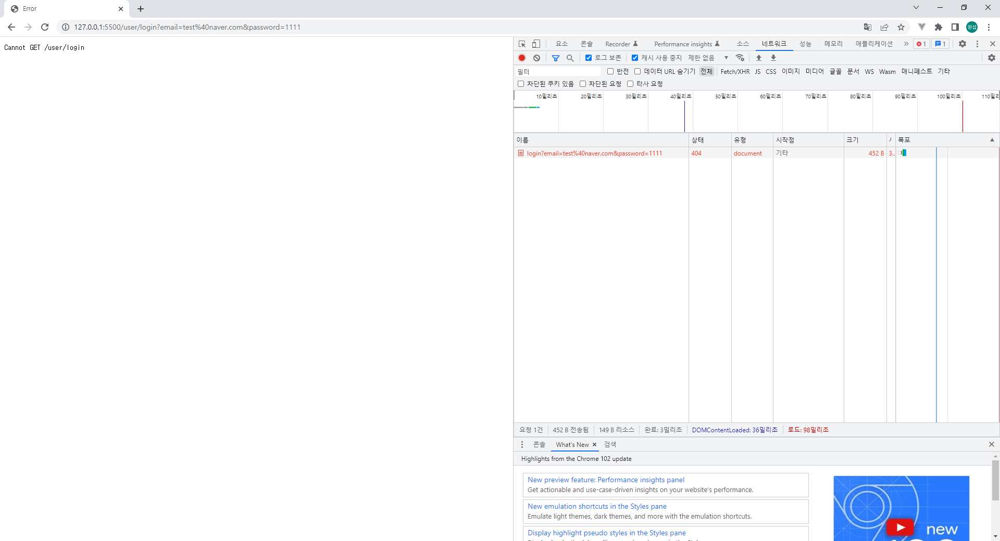 Error
127.0.0.1:5500/user/login?email=test%40naver.com&password=1111
원섭
Cannot GET /user/login
요소 콘솔 Recorder Performance insights 소스 네트워크 성능 메모리 애플리케이션 » 1 1
로그 보존 캐시 사용 중지 제한 없음
필터 반전 데이터 URL 숨기기 전체 Fetch/XHR JS CSS 이미지 미디어 글꼴 문서 WS Wasm 매니페스트 기타
차단된 쿠키 있음 차단된 요청 타사 요청
10밀리초 20밀리초 30밀리초 40밀리초 50밀리초 60밀리초 70밀리초 80밀리초 90밀리초 100밀리초 110밀리
이름 상태 유형 시작점 크기 폭포
login?email=test%40naver.com&password=1111 404 document 기타 452 B 3..
요청 1건 452 B 전송됨 149 B 리소스 완료: 3밀리초 DOMContentLoaded: 36밀리초 로드: 98밀리초
콘솔 What's New 검색
Highlights from the Chrome 102 update
New preview feature: Performance insights panel
Get actionable and use-case-driven insights on your website's performance.
New emulation shortcuts in the Styles pane
Emulate light themes, dark themes, and more with the emulation shortcuts.
Display highlight pseudo styles in the Styles pane
new